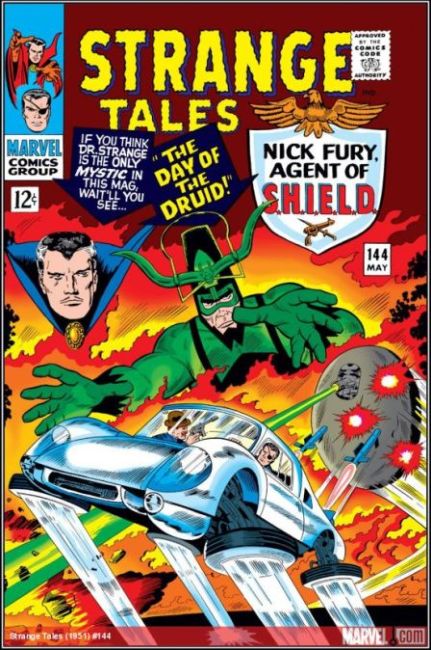 STRANGE
TALES
APPROVED
BY THE
COMICS
CODE
AUTHORITY
MARVEL
COMICS
GROUP
12¢
IF YOU THINK
DR. STRANGE
IS THE ONLY
MYSTIC IN
THIS MAG,
WAIT'LL YOU
SEE...
"THE
DAY OF
THE
DRUID!"
NICK FURY,
AGENT OF
S.H.I.E.L.D.
144
MAY
Strange Tales (1951) #144
MARVEL.com